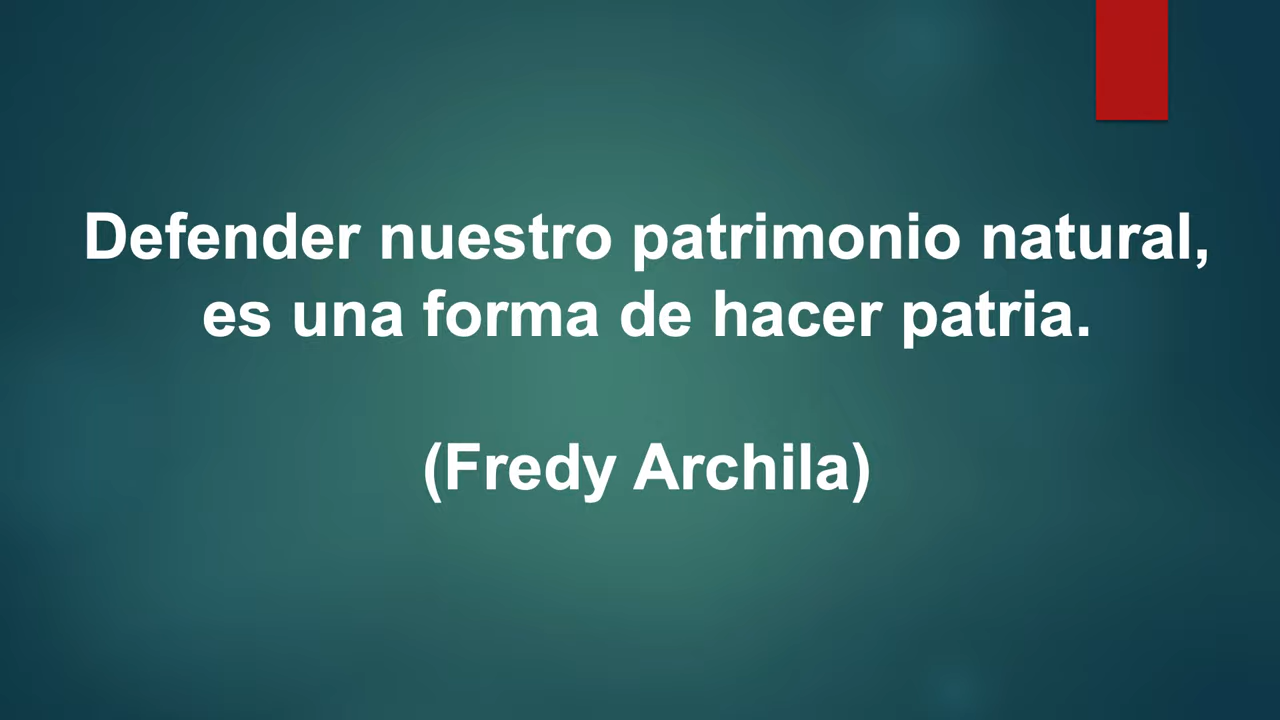 Defender nuestro patrimonio natural,
es una forma de hacer patria.
(Fredy Archila)